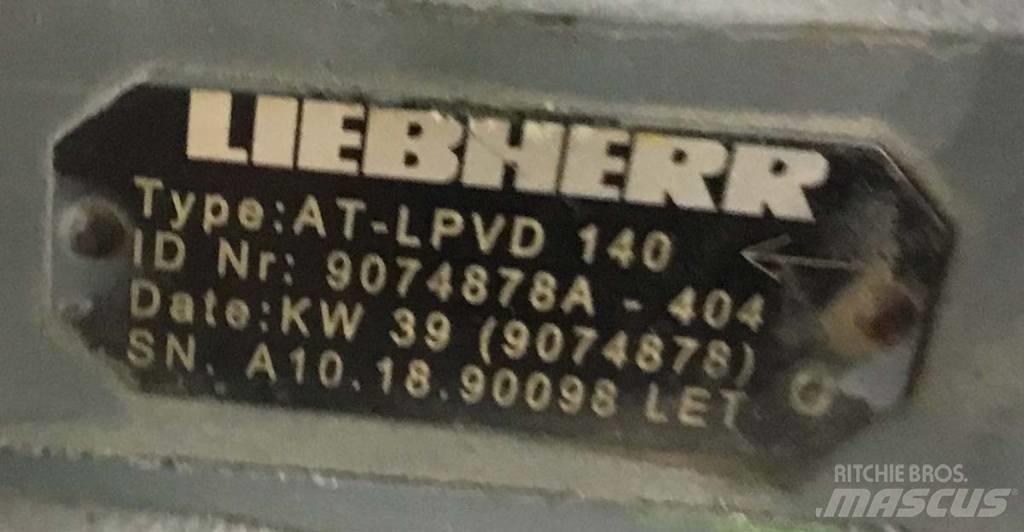 LIEBHERR
Type:AT-LPVD 140
ID Nr: 9074878A - 404
Date:KW 39 (9074878)
SN. A10.18.90098 LET
RITCHIE BROS.
MASCUS